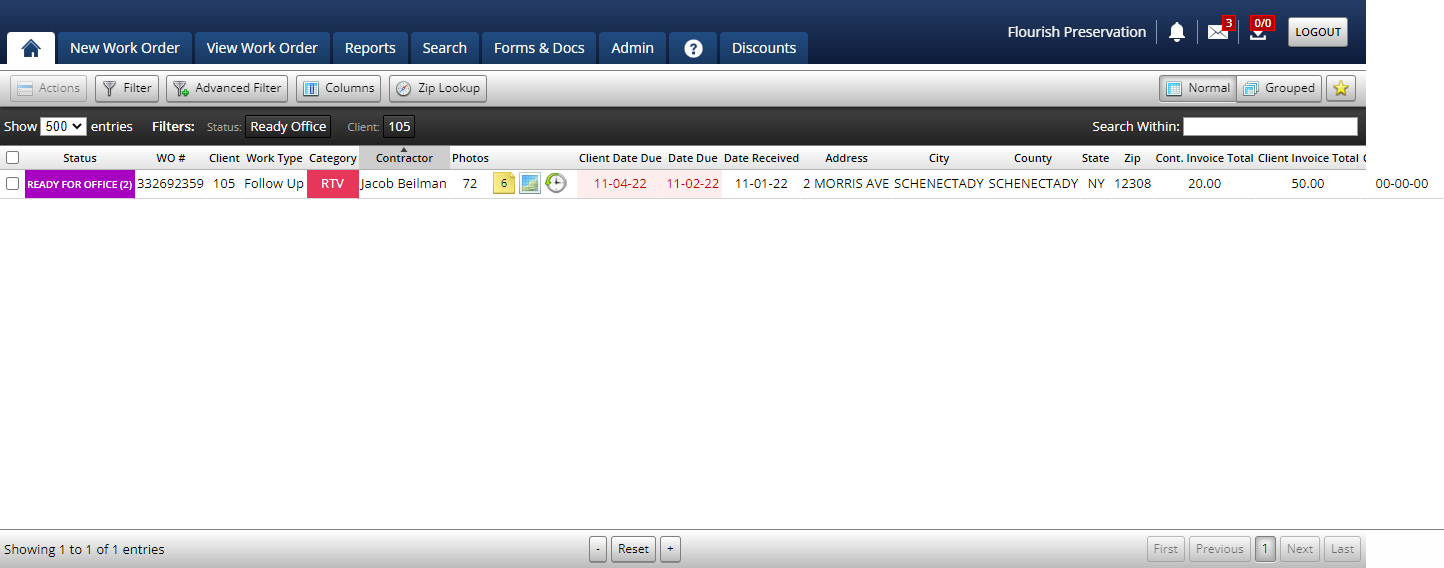 Flourish Preservation 3 0/0 LOGOUT
New Work Order View Work Order Reports Search Forms & Docs Admin ? Discounts
Actions Filter Advanced Filter Columns Zip Lookup Normal Grouped
Show 500 entries Filters: Status: Ready Office Client: 105 Search Within:
Status WO # Client Work Type Category Contractor Photos Client Date Due Date Due Date Received Address City County State Zip Cont. Invoice Total Client Invoice Total
READY FOR OFFICE (2) 332692359 105 Follow Up RTV Jacob Beilman 72 6 11-04-22 11-02-22 11-01-22 2 MORRIS AVE SCHENECTADY SCHENECTADY NY 12308 20.00 50.00 00-00-00
Showing 1 to 1 of 1 entries - Reset + First Previous 1 Next Last